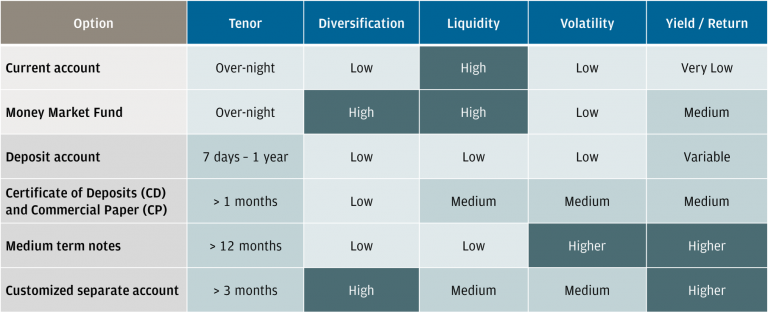 Option Tenor Diversification Liquidity Volatility Yield / Return
Current account Over-night Low High Low Very Low
Money Market Fund Over-night High High Low Medium
Deposit account 7 days – 1 year Low Low Low Variable
Certificate of Deposits (CD)
and Commercial Paper (CP) > 1 months Low Medium Medium Medium
Medium term notes > 12 months Low Low Higher Higher
Customized separate account > 3 months High Medium Medium Higher